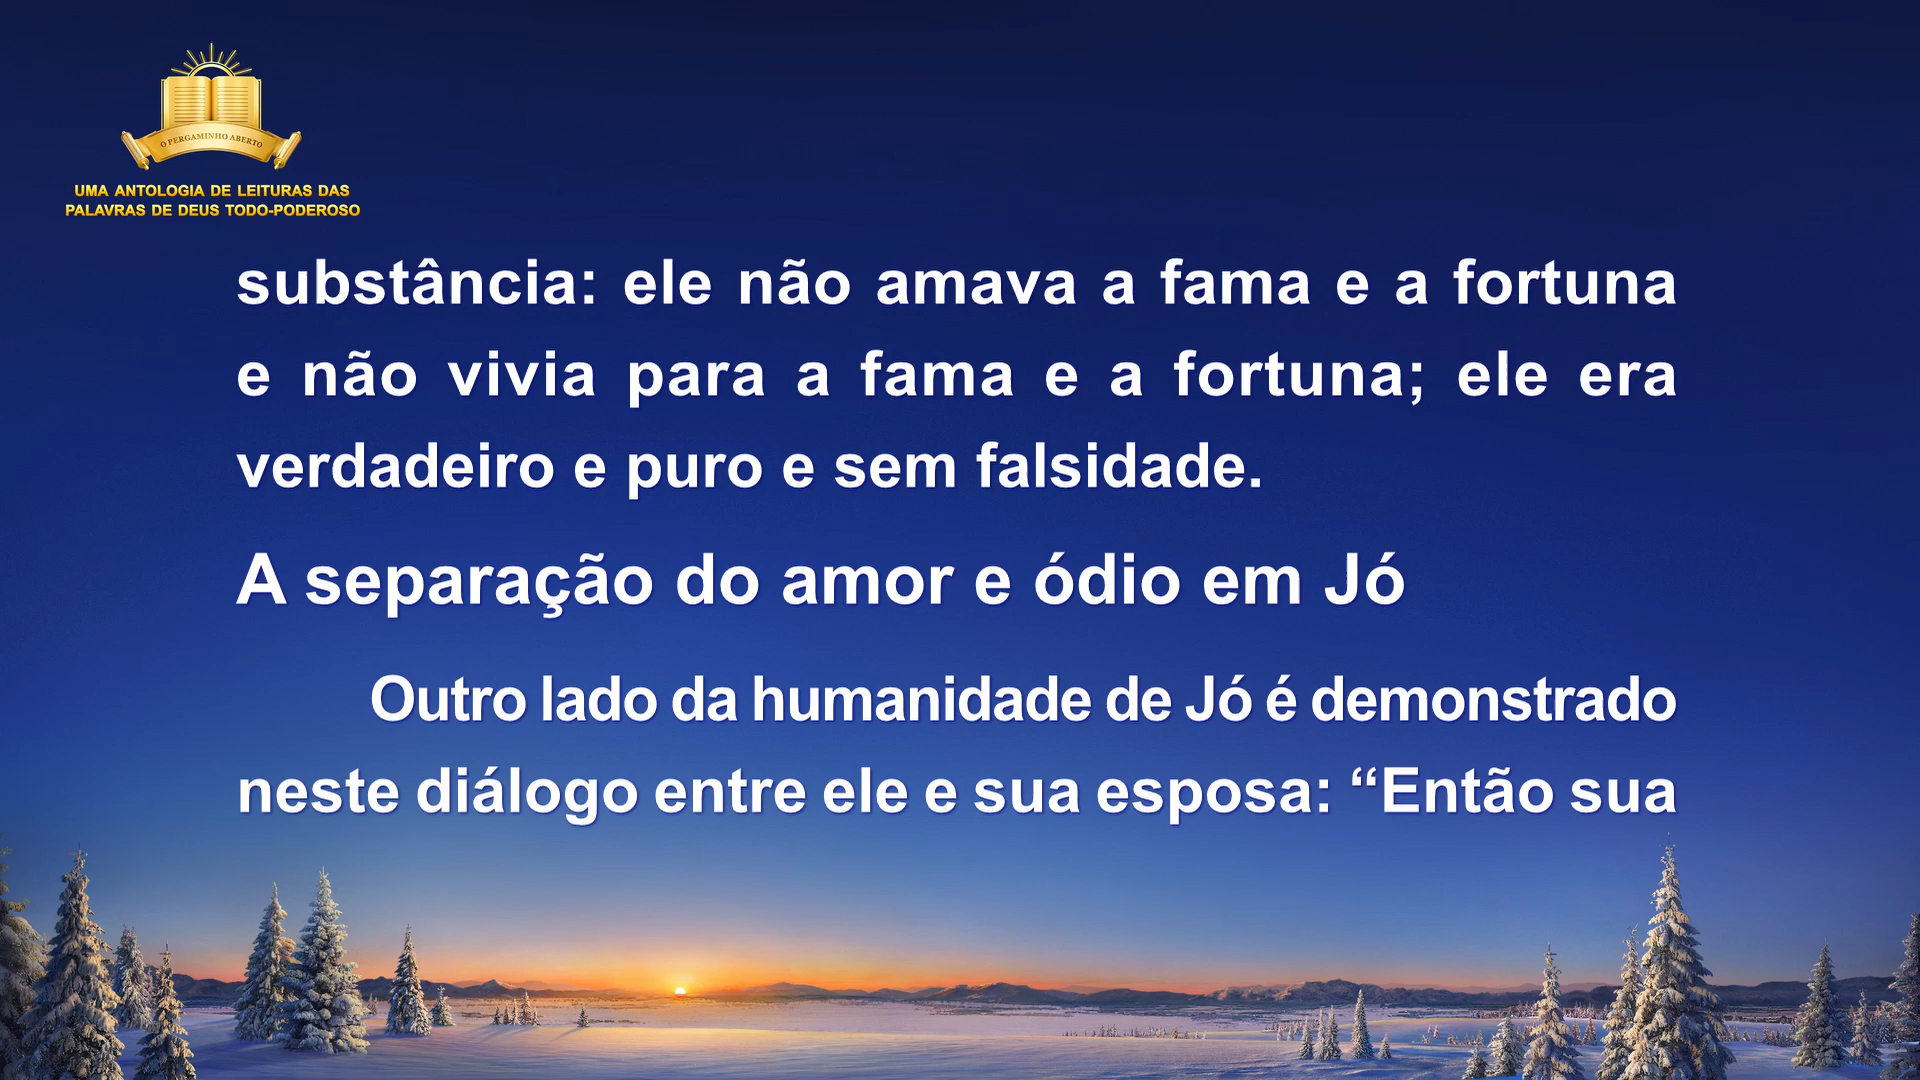 O PERGAMINHO ABERTO
UMA ANTOLOGIA DE LEITURAS DAS
PALAVRAS DE DEUS TODO-PODEROSO
substância: ele não amava a fama e a fortuna
e não vivia para a fama e a fortuna; ele era
verdadeiro e puro e sem falsidade.
A separação do amor e ódio em Jó
Outro lado da humanidade de Jó é demonstrado
neste diálogo entre ele e sua esposa: “Então sua